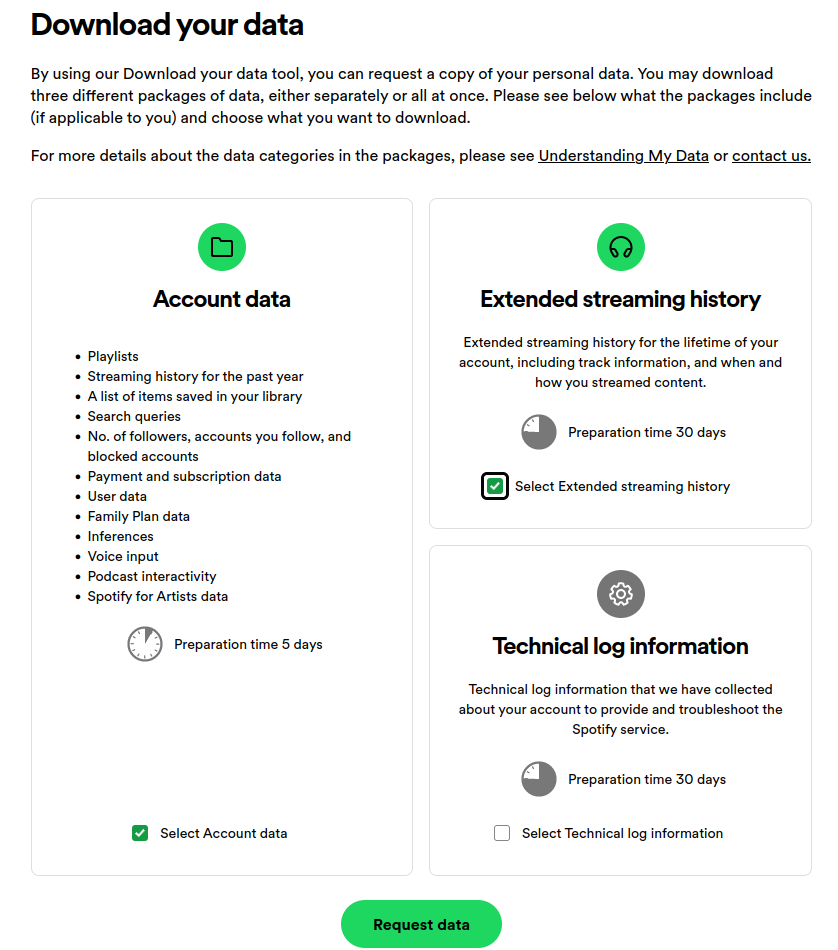 Download your data
By using our Download your data tool, you can request a copy of your personal data. You may download
three different packages of data, either separately or all at once. Please see below what the packages include
(if applicable to you) and choose what you want to download.
For more details about the data categories in the packages, please see Understanding My Data or contact us.
Account data
• Playlists
• Streaming history for the past year
• A list of items saved in your library
• Search queries
• No. of followers, accounts you follow, and
blocked accounts
• Payment and subscription data
• User data
• Family Plan data
• Inferences
• Voice input
• Podcast interactivity
• Spotify for Artists data
Preparation time 5 days
Select Account data
Extended streaming history
Extended streaming history for the lifetime of your
account, including track information, and when and
how you streamed content.
Preparation time 30 days
Select Extended streaming history
Technical log information
Technical log information that we have collected
about your account to provide and troubleshoot the
Spotify service.
Preparation time 30 days
Select Technical log information
Request data